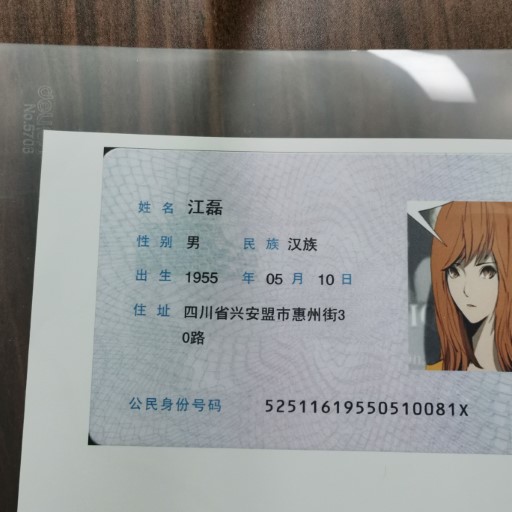 姓名 江磊
性别 男 民族 汉族
出生 1955 年 05 月 10 日
住址 四川省兴安盟市惠州街3
0路
公民身份号码 52511619550510081X
No.5703